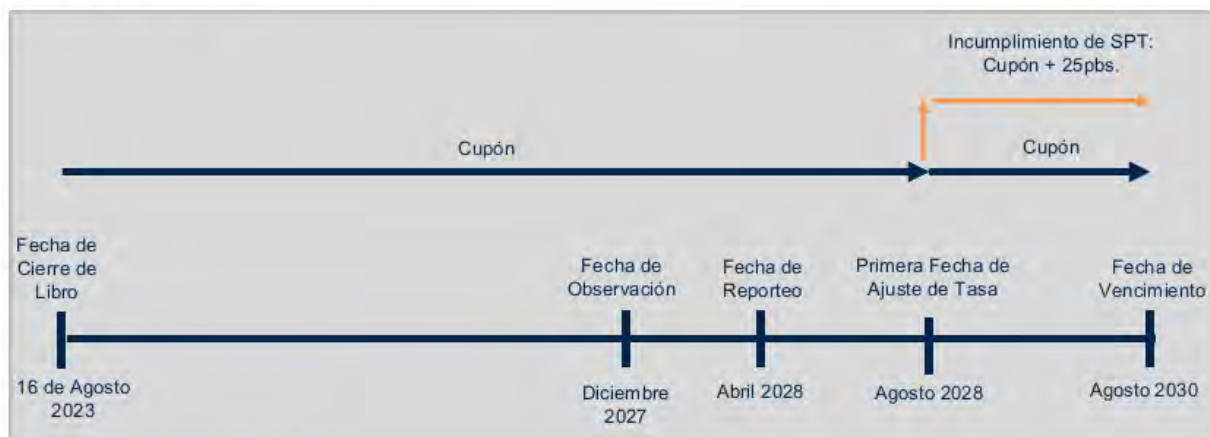 Incumplimiento de SPT:
Cupón + 25pbs.
Cupón
Cupón
Fecha de
Cierre de
Libro
Fecha de
Observación
Fecha de
Reporteo
Primera Fecha de
Ajuste de Tasa
Fecha de
Vencimiento
16 de Agosto
2023
Diciembre
2027
Abril 2028
Agosto 2028
Agosto 2030